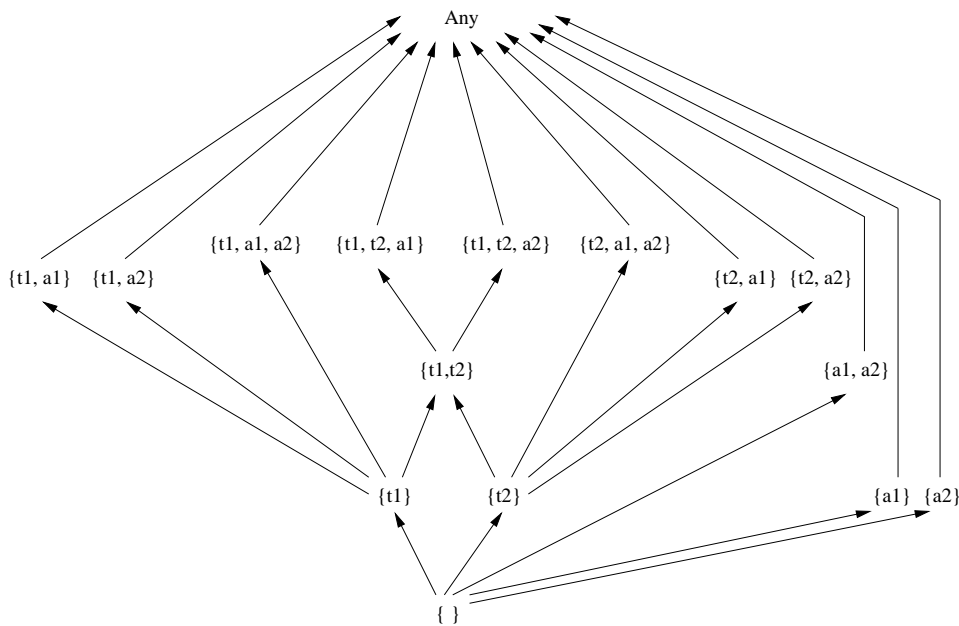 Any
{t1, a1, a2}
{t1, t2, a1}
{t1, t2, a2}
{t2, a1, a2}
{t1, a1}
{t1, a2}
{t2, a1}
{t2, a2}
{t1,t2}
{a1, a2}
{t1}
{t2}
{a1}
{a2}
{ }